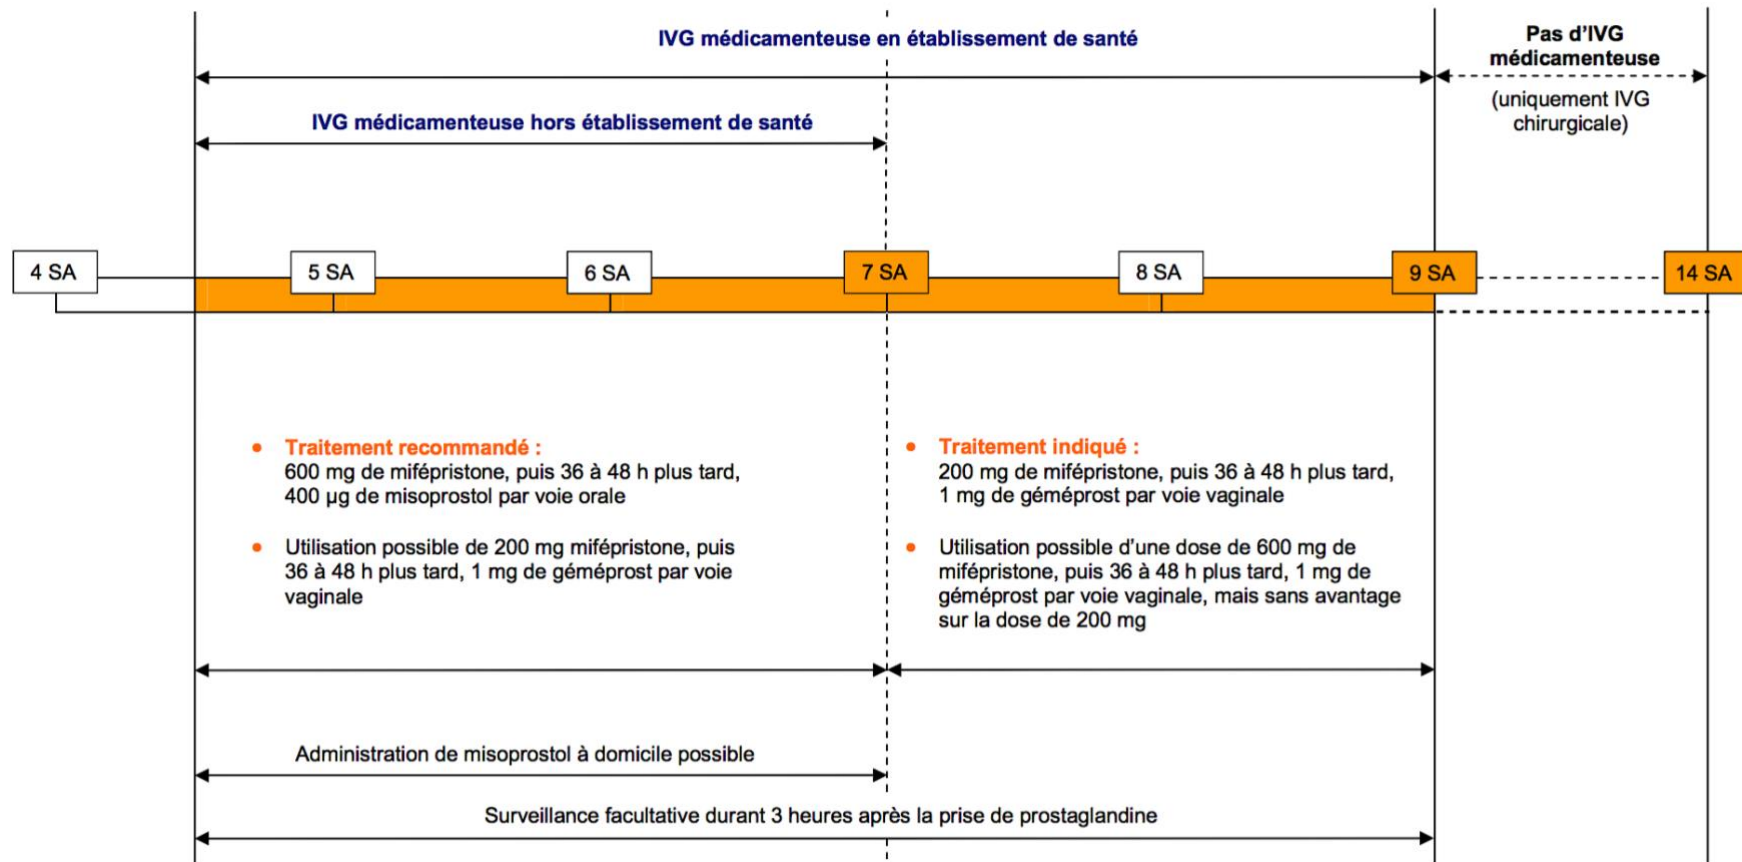 IVG médicamenteuse en établissement de santé
Pas d’IVG
médicamenteuse
(uniquement IVG
chirurgicale)
IVG médicamenteuse hors établissement de santé
4 SA
5 SA
6 SA
7 SA
8 SA
9 SA
14 SA
• Traitement recommandé :
600 mg de mifépristone, puis 36 à 48 h plus tard,
400 µg de misoprostol par voie orale
• Utilisation possible de 200 mg mifépristone, puis
36 à 48 h plus tard, 1 mg de géméprost par voie
vaginale
• Traitement indiqué :
200 mg de mifépristone, puis 36 à 48 h plus tard,
1 mg de géméprost par voie vaginale
• Utilisation possible d’une dose de 600 mg de
mifépristone, puis 36 à 48 h plus tard, 1 mg de
géméprost par voie vaginale, mais sans avantage
sur la dose de 200 mg
Administration de misoprostol à domicile possible
Surveillance facultative durant 3 heures après la prise de prostaglandine